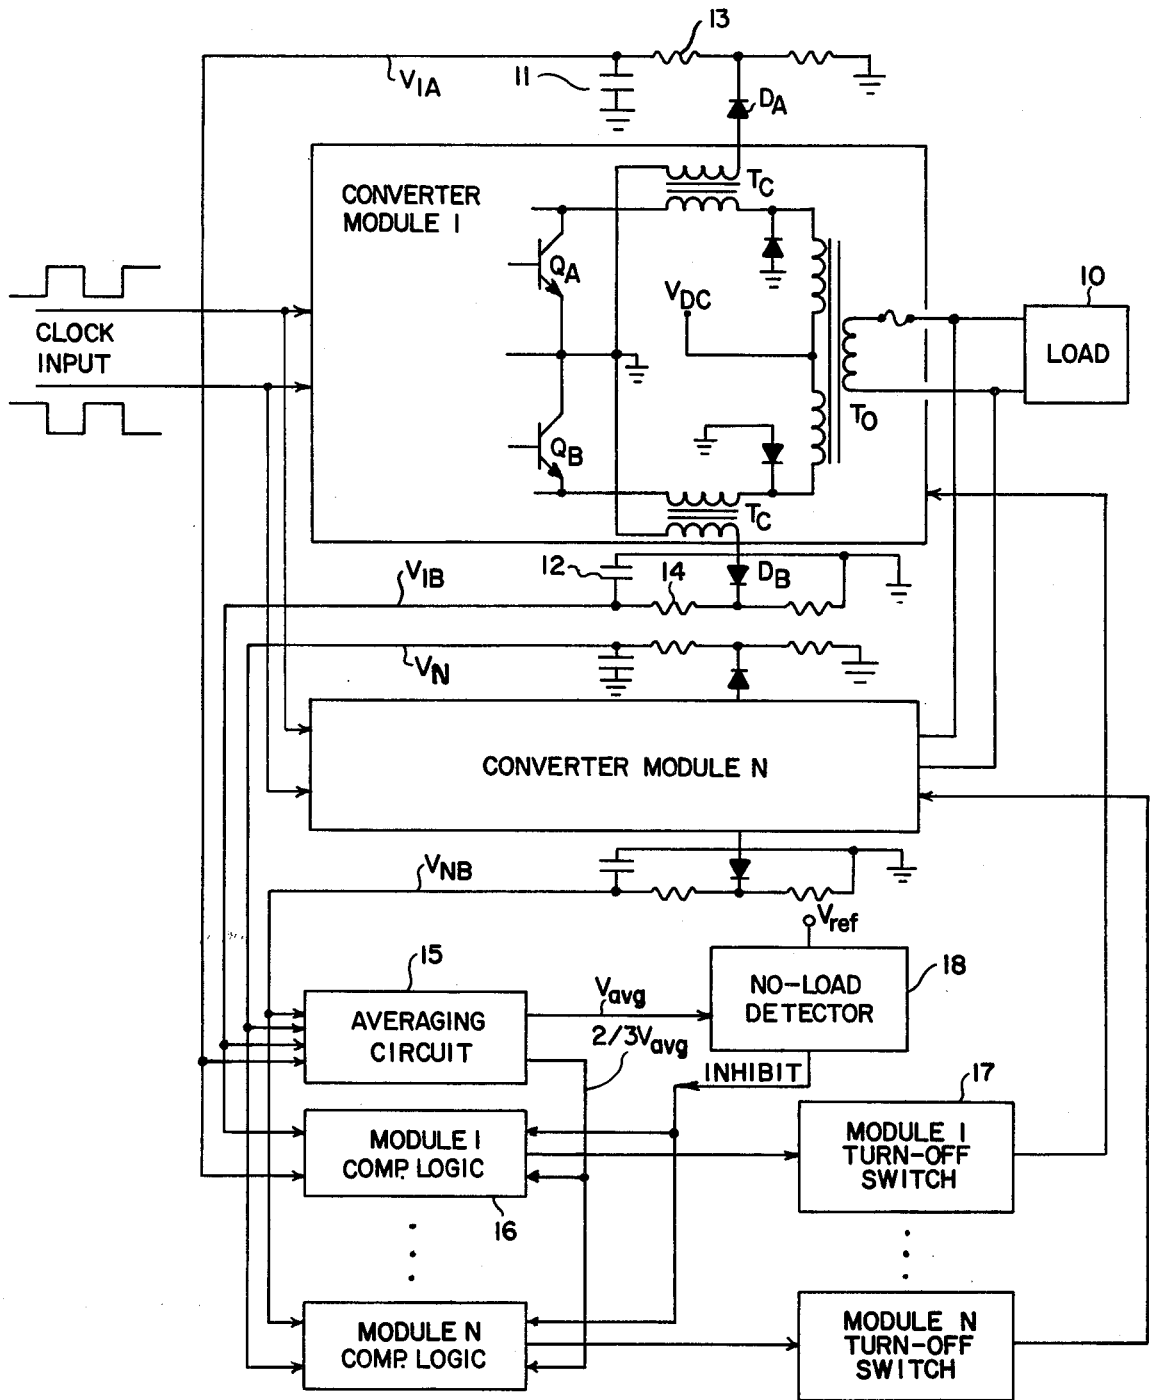 13
11
V1A
DA
CONVERTER
MODULE 1
TC
QA
VDC
10
LOAD
CLOCK
INPUT
QB
TO
TC
12
14
DB
V1B
VN
CONVERTER MODULE N
VNB
Vref
15
18
AVERAGING
CIRCUIT
Vavg
NO-LOAD
DETECTOR
2/3Vavg
INHIBIT
17
MODULE 1
COMP. LOGIC
MODULE 1
TURN-OFF
SWITCH
16
MODULE N
COMP. LOGIC
MODULE N
TURN-OFF
SWITCH